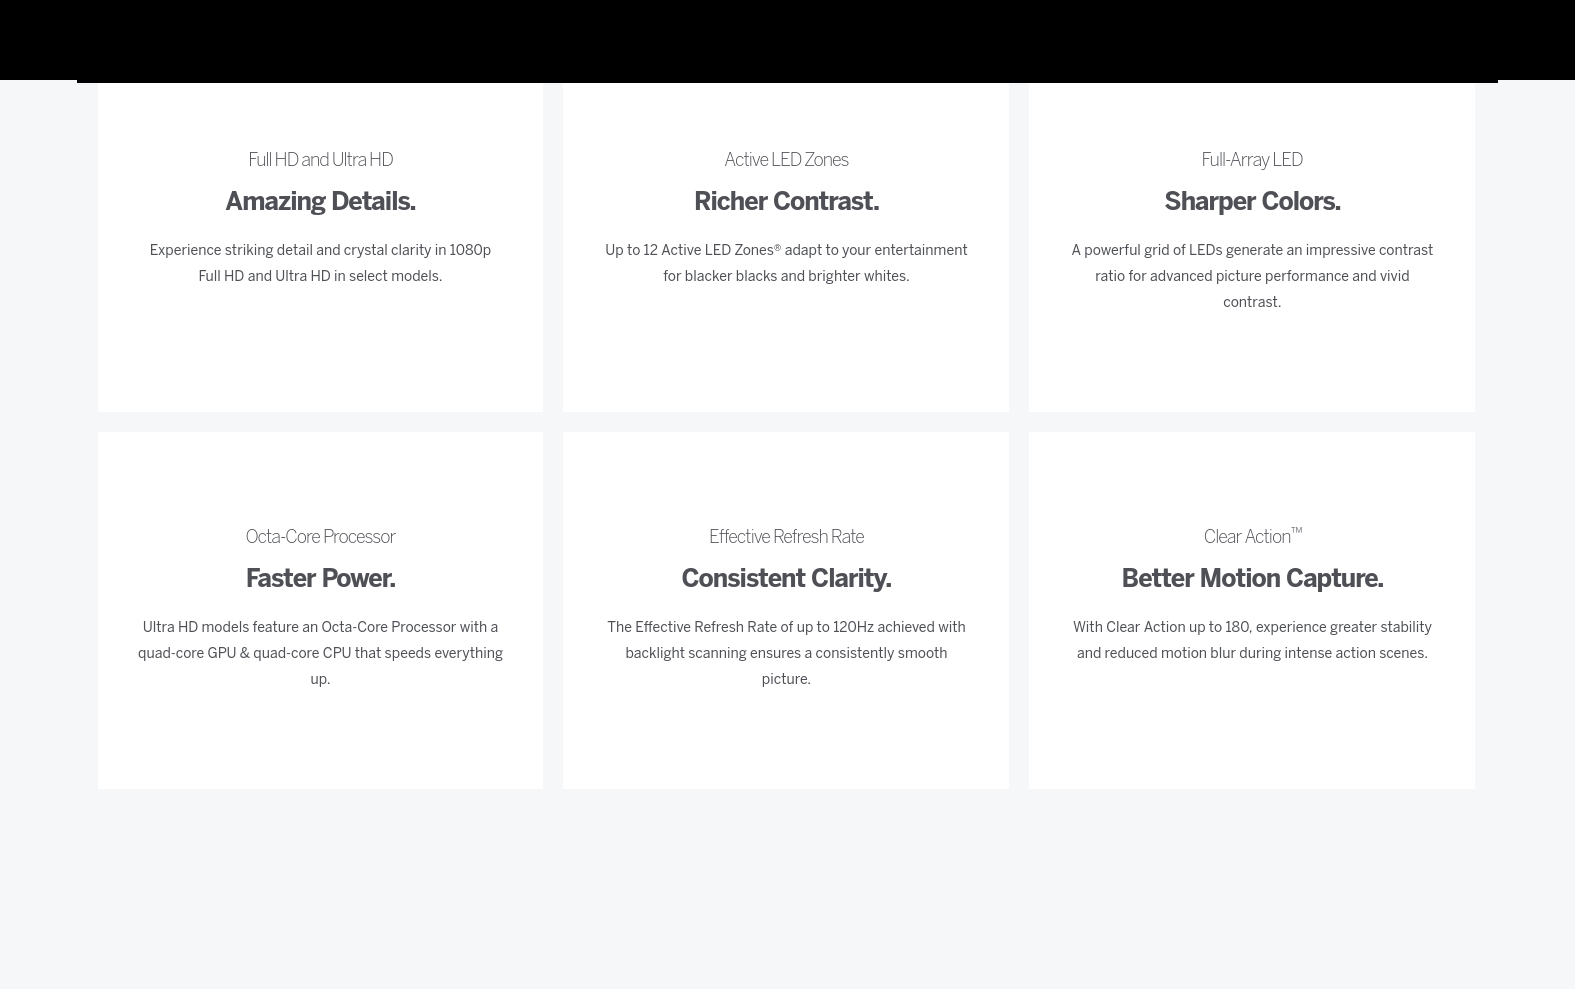 Full HD and Ultra HD
Amazing Details.
Experience striking detail and crystal clarity in 1080p
Full HD and Ultra HD in select models.
Active LED Zones
Richer Contrast.
Up to 12 Active LED Zones® adapt to your entertainment
for blacker blacks and brighter whites.
Full-Array LED
Sharper Colors.
A powerful grid of LEDs generate an impressive contrast
ratio for advanced picture performance and vivid
contrast.
Octa-Core Processor
Faster Power.
Ultra HD models feature an Octa-Core Processor with a
quad-core GPU & quad-core CPU that speeds everything
up.
Effective Refresh Rate
Consistent Clarity.
The Effective Refresh Rate of up to 120Hz achieved with
backlight scanning ensures a consistently smooth
picture.
Clear Action™
Better Motion Capture.
With Clear Action up to 180, experience greater stability
and reduced motion blur during intense action scenes.